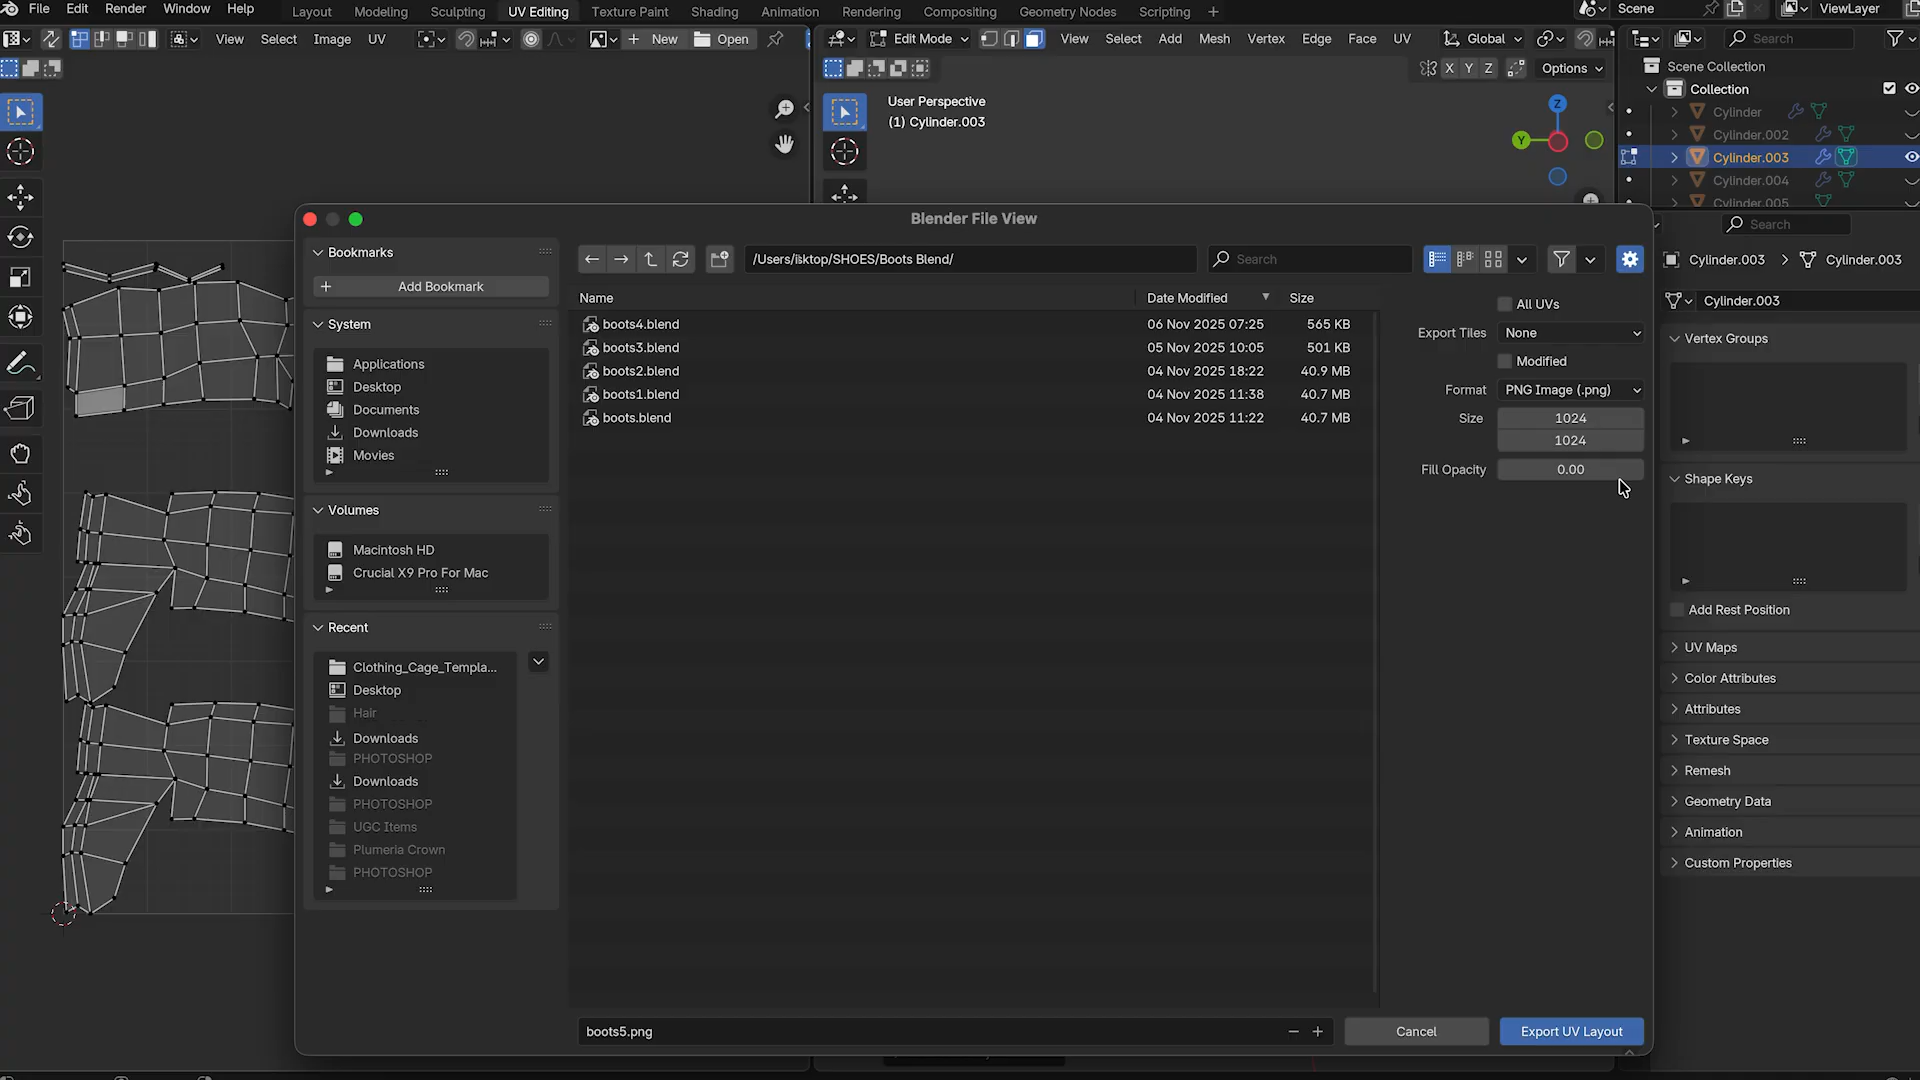 File Edit Render Window Help
Layout Modeling Sculpting UV Editing Texture Paint Shading Animation Rendering Compositing Geometry Nodes Scripting
Scene ViewLayer
View Select Image UV New Open
Edit Mode View Select Add Mesh Vertex Edge Face UV Global
Search
X Y Z Options
Scene Collection
Collection
Cylinder
Cylinder.002
Cylinder.003
Cylinder.004
Cylinder.005
User Perspective
(1) Cylinder.003
Z
Y
Search
Cylinder.003 Cylinder.003
Cylinder.003
Vertex Groups
Shape Keys
Add Rest Position
UV Maps
Color Attributes
Attributes
Texture Space
Remesh
Geometry Data
Animation
Custom Properties
Blender File View
Bookmarks
Add Bookmark
System
Applications
Desktop
Documents
Downloads
Movies
Volumes
Macintosh HD
Crucial X9 Pro For Mac
Recent
Clothing_Cage_Templa...
Desktop
Hair
Downloads
PHOTOSHOP
Downloads
PHOTOSHOP
UGC Items
Plumeria Crown
PHOTOSHOP
Search
Name Date Modified Size
boots4.blend 06 Nov 2025 07:25 565 KB
boots3.blend 05 Nov 2025 10:05 501 KB
boots2.blend 04 Nov 2025 18:22 40.9 MB
boots1.blend 04 Nov 2025 11:38 40.7 MB
boots.blend 04 Nov 2025 11:22 40.7 MB
All UVs
Export Tiles None
Modified
Format PNG Image (.png)
Size 1024
1024
Fill Opacity 0.00
boots5.png
Cancel
Export UV Layout